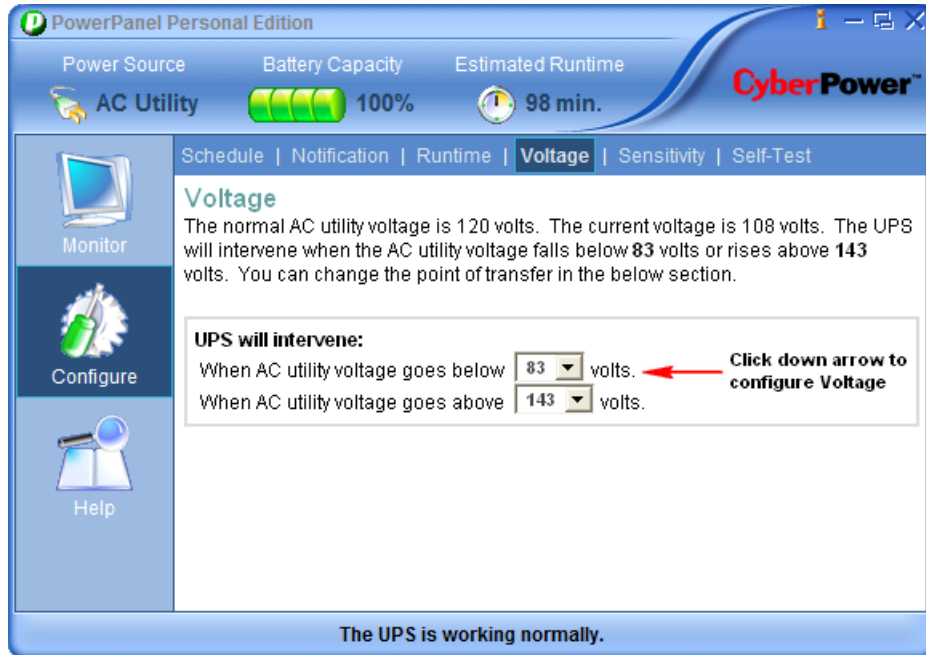 PowerPanel Personal Edition
Power Source
Battery Capacity
Estimated Runtime
AC Utility
100%
98 min.
CyberPower™
Schedule | Notification | Runtime | Voltage | Sensitivity | Self-Test
Monitor
Configure
Help
Voltage
The normal AC utility voltage is 120 volts. The current voltage is 108 volts. The UPS
will intervene when the AC utility voltage falls below 83 volts or rises above 143
volts. You can change the point of transfer in the below section.
UPS will intervene:
When AC utility voltage goes below 83 volts.
When AC utility voltage goes above 143 volts.
Click down arrow to
configure Voltage
The UPS is working normally.